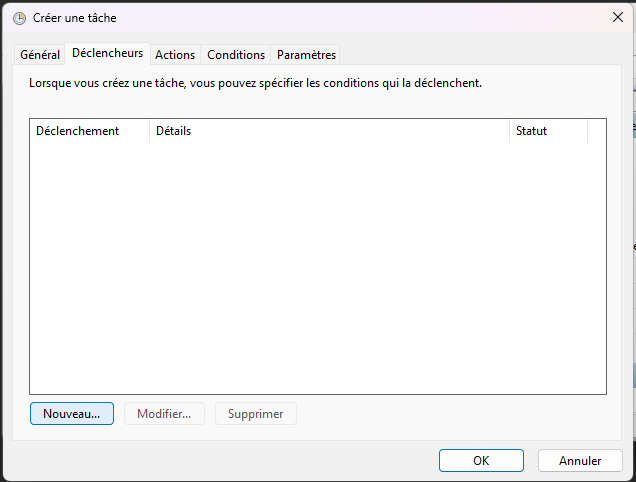 Créer une tâche
Général Déclencheurs Actions Conditions Paramètres
Lorsque vous créez une tâche, vous pouvez spécifier les conditions qui la déclenchent.
Déclenchement Détails Statut
Nouveau... Modifier... Supprimer
OK Annuler